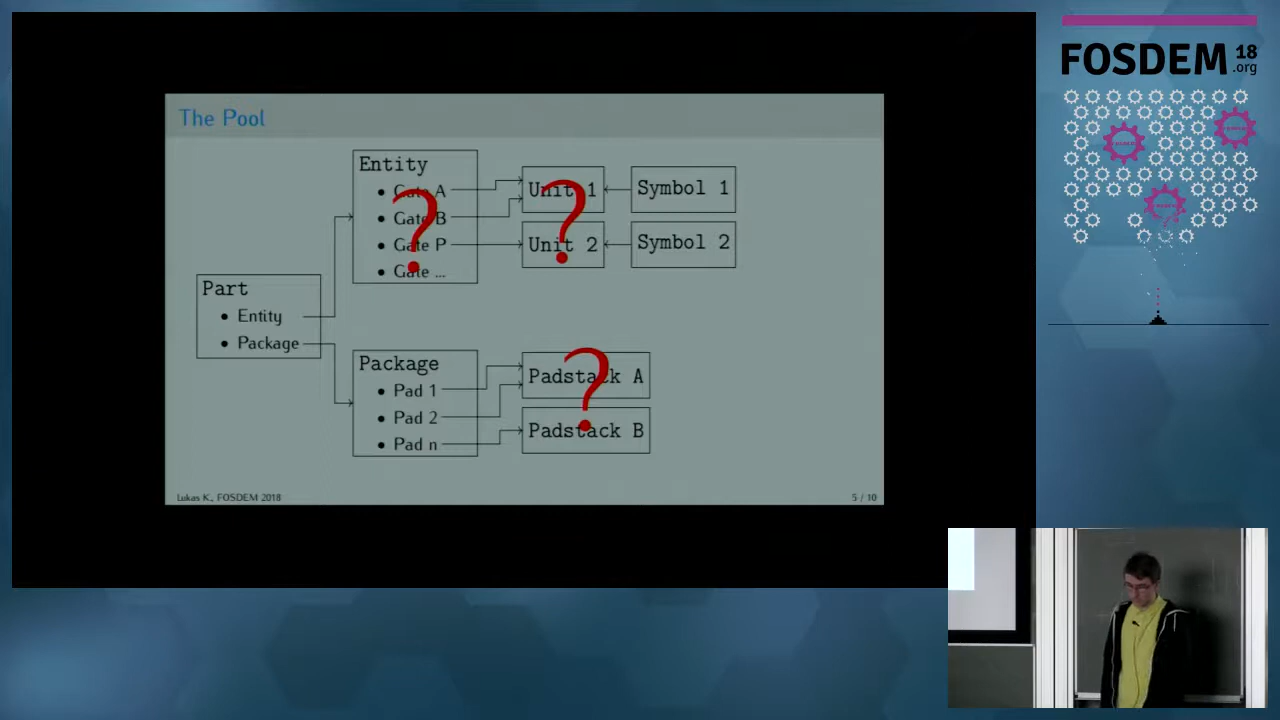 FOSDEM 18
.org
The Pool
Entity
• Gate A
• Gate B
• Gate P
• Gate ...
Unit 1
Unit 2
Symbol 1
Symbol 2
?
?
Part
• Entity
• Package
Package
• Pad 1
• Pad 2
• Pad n
Padstack A
Padstack B
?
Lukas K., FOSDEM 2018
5 / 10